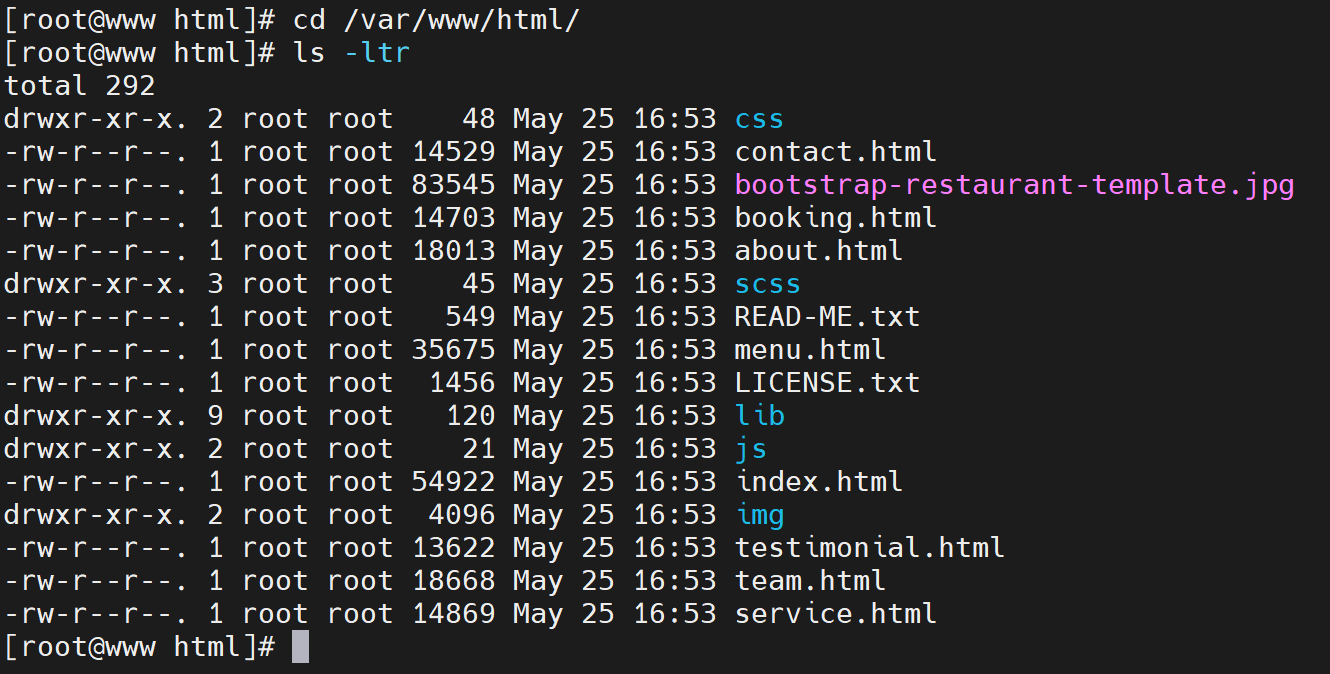 [root@www html]# cd /var/www/html/
[root@www html]# ls -ltr
total 292
drwxr-xr-x. 2 root root    48 May 25 16:53 css
-rw-r--r--. 1 root root 14529 May 25 16:53 contact.html
-rw-r--r--. 1 root root 83545 May 25 16:53 bootstrap-restaurant-template.jpg
-rw-r--r--. 1 root root 14703 May 25 16:53 booking.html
-rw-r--r--. 1 root root 18013 May 25 16:53 about.html
drwxr-xr-x. 3 root root    45 May 25 16:53 scss
-rw-r--r--. 1 root root   549 May 25 16:53 READ-ME.txt
-rw-r--r--. 1 root root 35675 May 25 16:53 menu.html
-rw-r--r--. 1 root root  1456 May 25 16:53 LICENSE.txt
drwxr-xr-x. 9 root root   120 May 25 16:53 lib
drwxr-xr-x. 2 root root    21 May 25 16:53 js
-rw-r--r--. 1 root root 54922 May 25 16:53 index.html
drwxr-xr-x. 2 root root  4096 May 25 16:53 img
-rw-r--r--. 1 root root 13622 May 25 16:53 testimonial.html
-rw-r--r--. 1 root root 18668 May 25 16:53 team.html
-rw-r--r--. 1 root root 14869 May 25 16:53 service.html
[root@www html]#